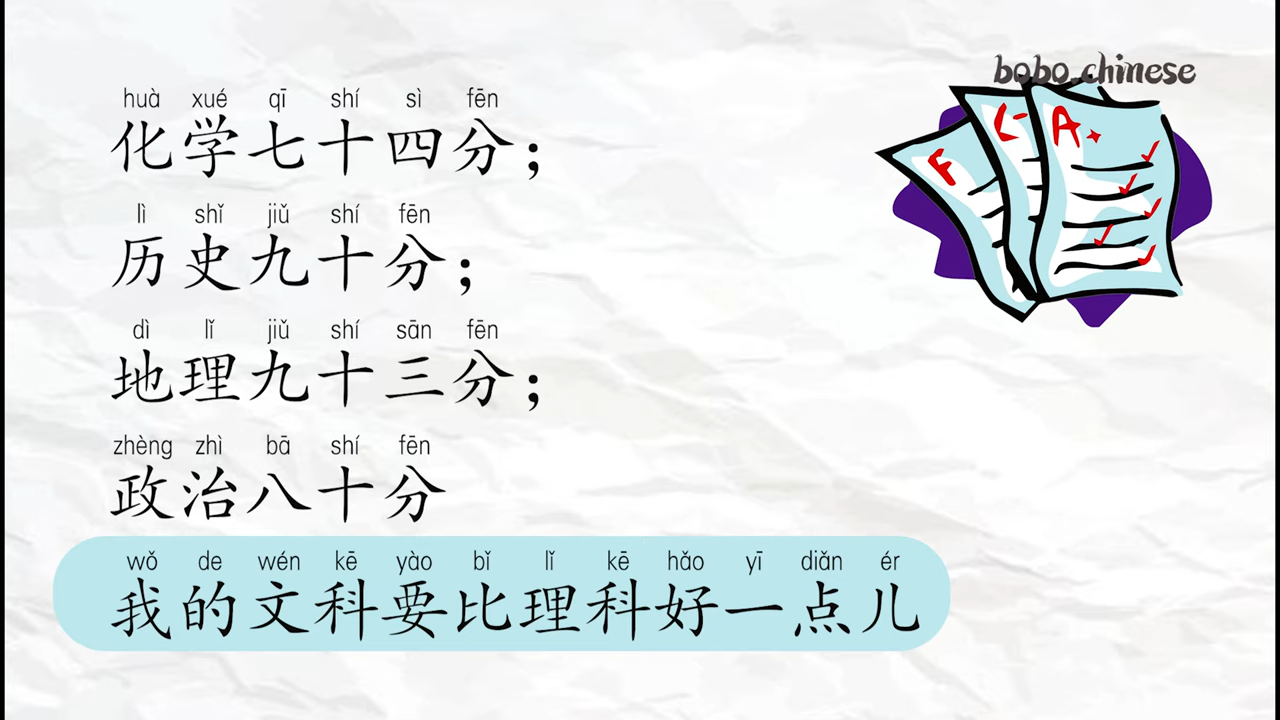 bobo.chinese
huà xué qī shí sì fēn
化学七十四分；
lì shǐ jiǔ shí fēn
历史九十分；
dì lǐ jiǔ shí sān fēn
地理九十三分；
zhèng zhì bā shí fēn
政治八十分
wǒ de wén kē yào bǐ lǐ kē hǎo yī diǎn ér
我的文科要比理科好一点儿
F
C-
A+